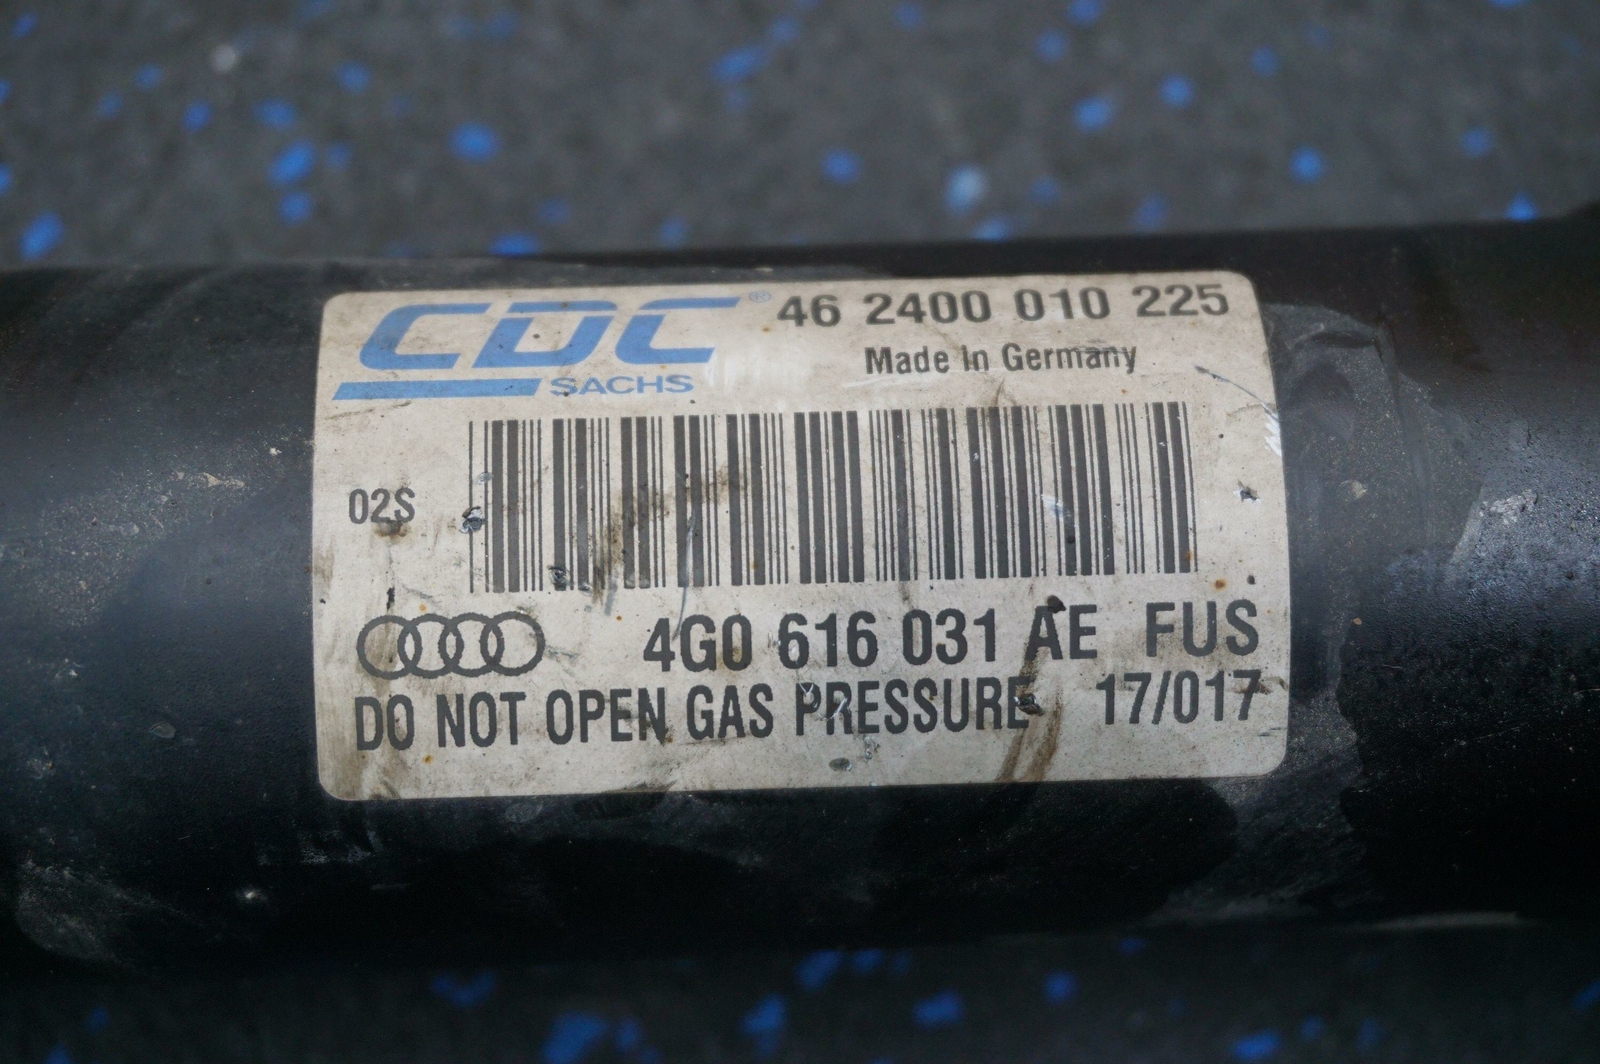 CDC® 46 2400 010 225
SACHS Made In Germany
02S
4G0 616 031 AE FUS
DO NOT OPEN GAS PRESSURE 17/017